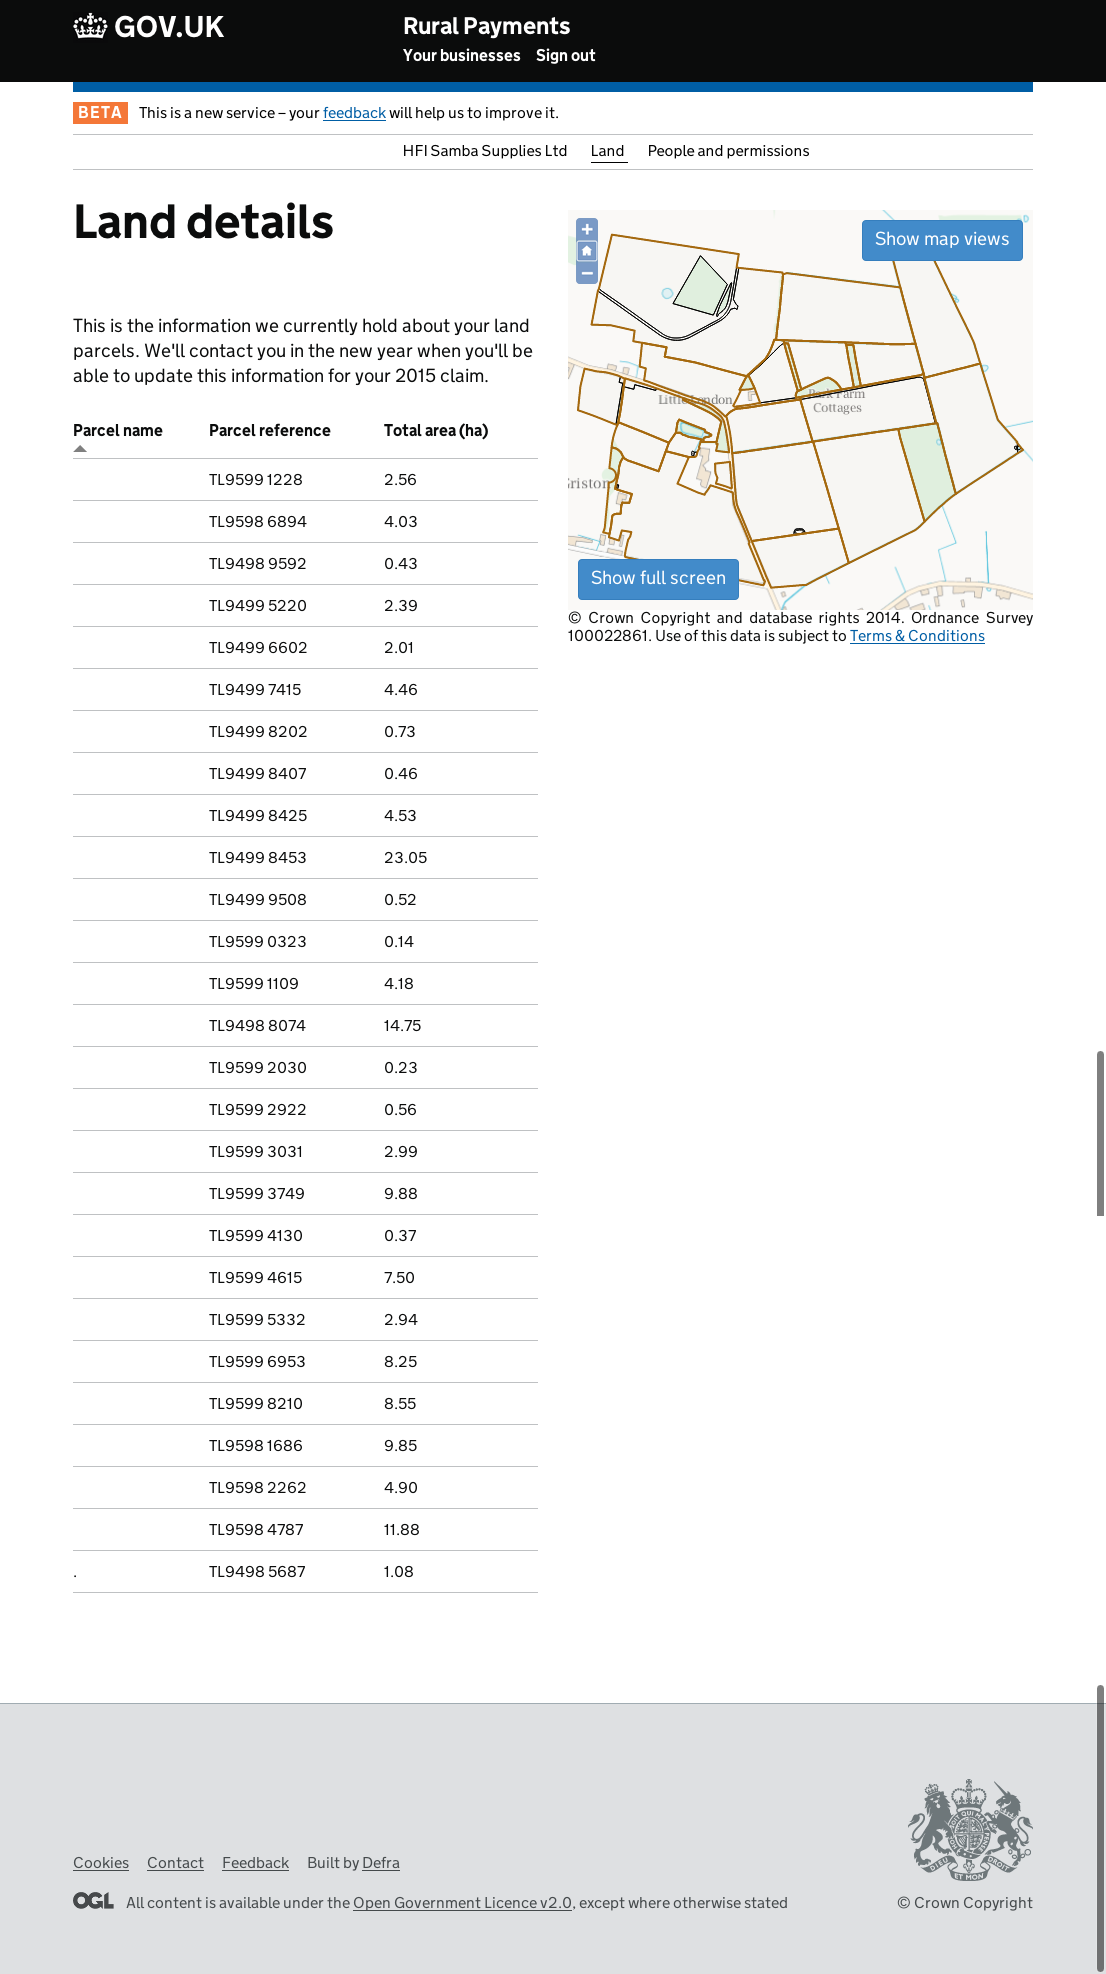 GOV.UK
Rural Payments
Your businesses Sign out
BETA This is a new service – your feedback will help us to improve it.
HFI Samba Supplies Ltd Land People and permissions
Land details
This is the information we currently hold about your land
parcels. We'll contact you in the new year when you'll be
able to update this information for your 2015 claim.
Parcel name Parcel reference Total area (ha)
TL9599 1228 2.56
TL9598 6894 4.03
TL9498 9592 0.43
TL9499 5220 2.39
TL9499 6602 2.01
TL9499 7415 4.46
TL9499 8202 0.73
TL9499 8407 0.46
TL9499 8425 4.53
TL9499 8453 23.05
TL9499 9508 0.52
TL9599 0323 0.14
TL9599 1109 4.18
TL9498 8074 14.75
TL9599 2030 0.23
TL9599 2922 0.56
TL9599 3031 2.99
TL9599 3749 9.88
TL9599 4130 0.37
TL9599 4615 7.50
TL9599 5332 2.94
TL9599 6953 8.25
TL9599 8210 8.55
TL9598 1686 9.85
TL9598 2262 4.90
TL9598 4787 11.88
. TL9498 5687 1.08
+
−
Show map views
Little London
Park Farm
Cottages
Griston
Show full screen
© Crown Copyright and database rights 2014. Ordnance Survey
100022861. Use of this data is subject to Terms & Conditions
Cookies Contact Feedback Built by Defra
OGL All content is available under the Open Government Licence v2.0, except where otherwise stated
© Crown Copyright